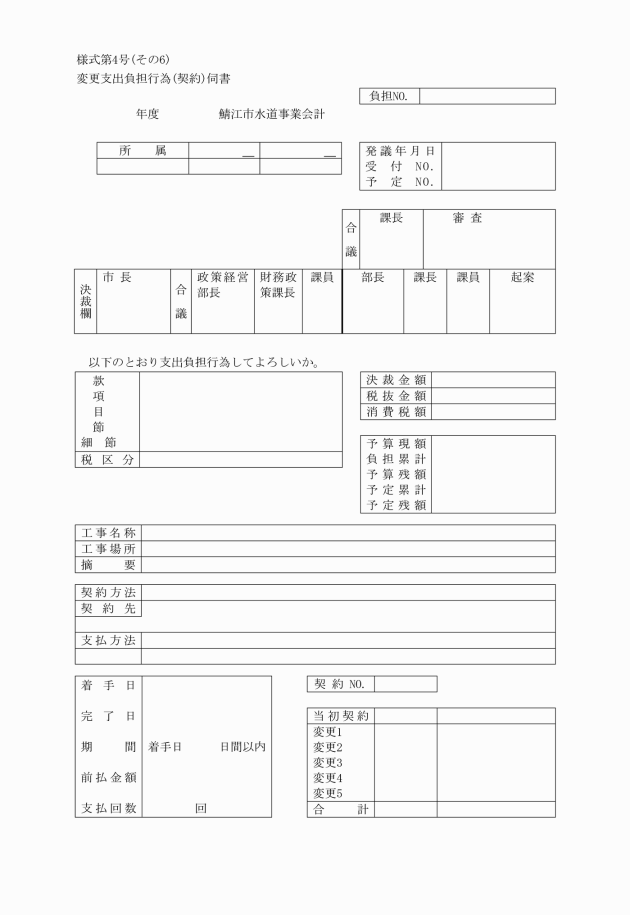 様式第4号(その6)
変更支出負担行為(契約)伺書
負担NO.
年度 鯖江市水道事業会計
所属
発議年月日
受付NO.
予定NO.
合議 課長 審査
決裁欄 市長 合議 政策経営部長 財務政策課長 課員 部長 課長 課員 起案
以下のとおり支出負担行為してよろしいか。
款
項
目
節
細節
税区分
決裁金額
税抜金額
消費税額
予算現額
負担累計
予算残額
予定累計
予定残額
工事名称
工事場所
摘要
契約方法
契約先
支払方法
着手日
完了日
期間 着手日 日間以内
前払金額
支払回数 回
契約NO.
当初契約
変更1
変更2
変更3
変更4
変更5
合計